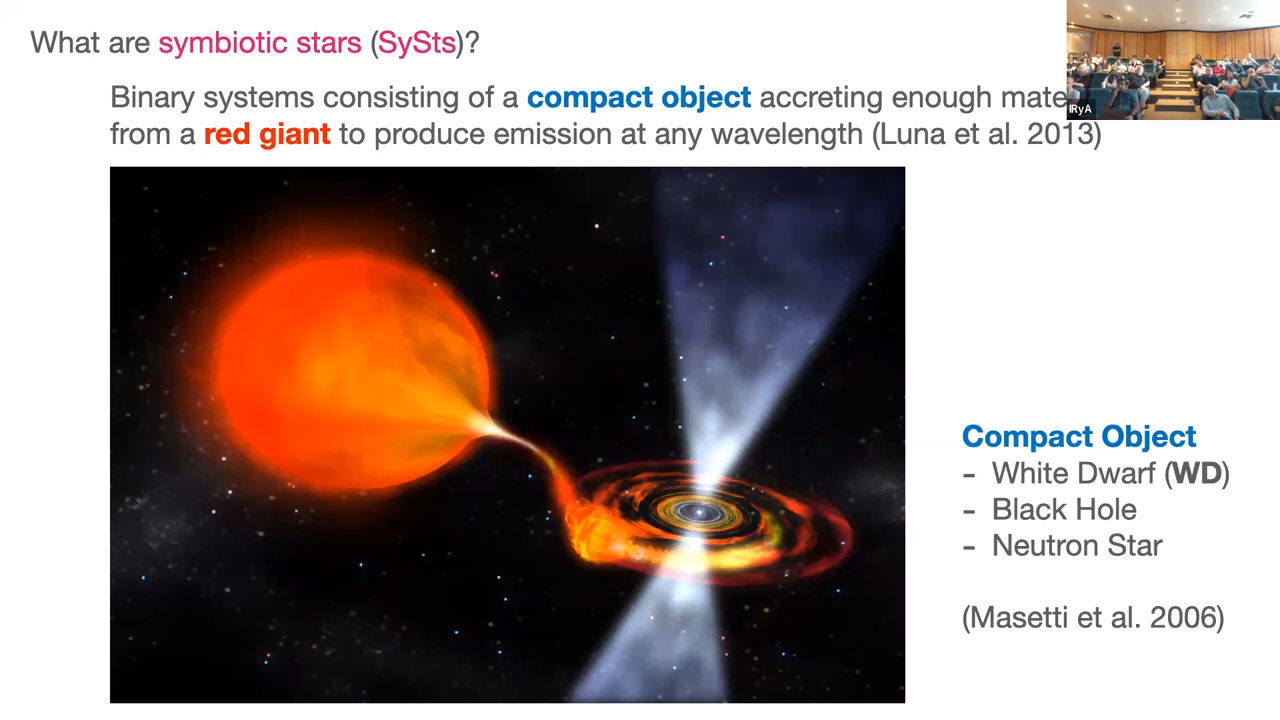 What are symbiotic stars (SySts)?
Binary systems consisting of a compact object accreting enough mate
from a red giant to produce emission at any wavelength (Luna et al. 2013)
IRyA
Compact Object
- White Dwarf (WD)
- Black Hole
- Neutron Star
(Masetti et al. 2006)